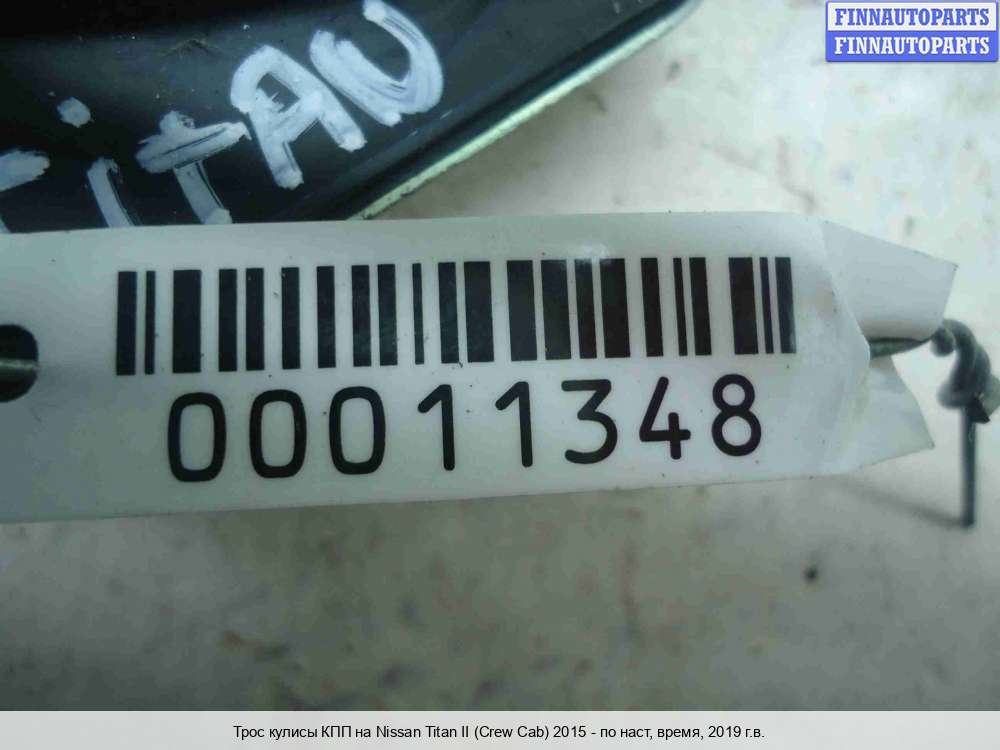 FINNAUTOPARTS
FINNAUTOPARTS
TITAN
00011348
Трос кулисы КПП на Nissan Titan II (Crew Cab) 2015 - по наст, время, 2019 г.в.